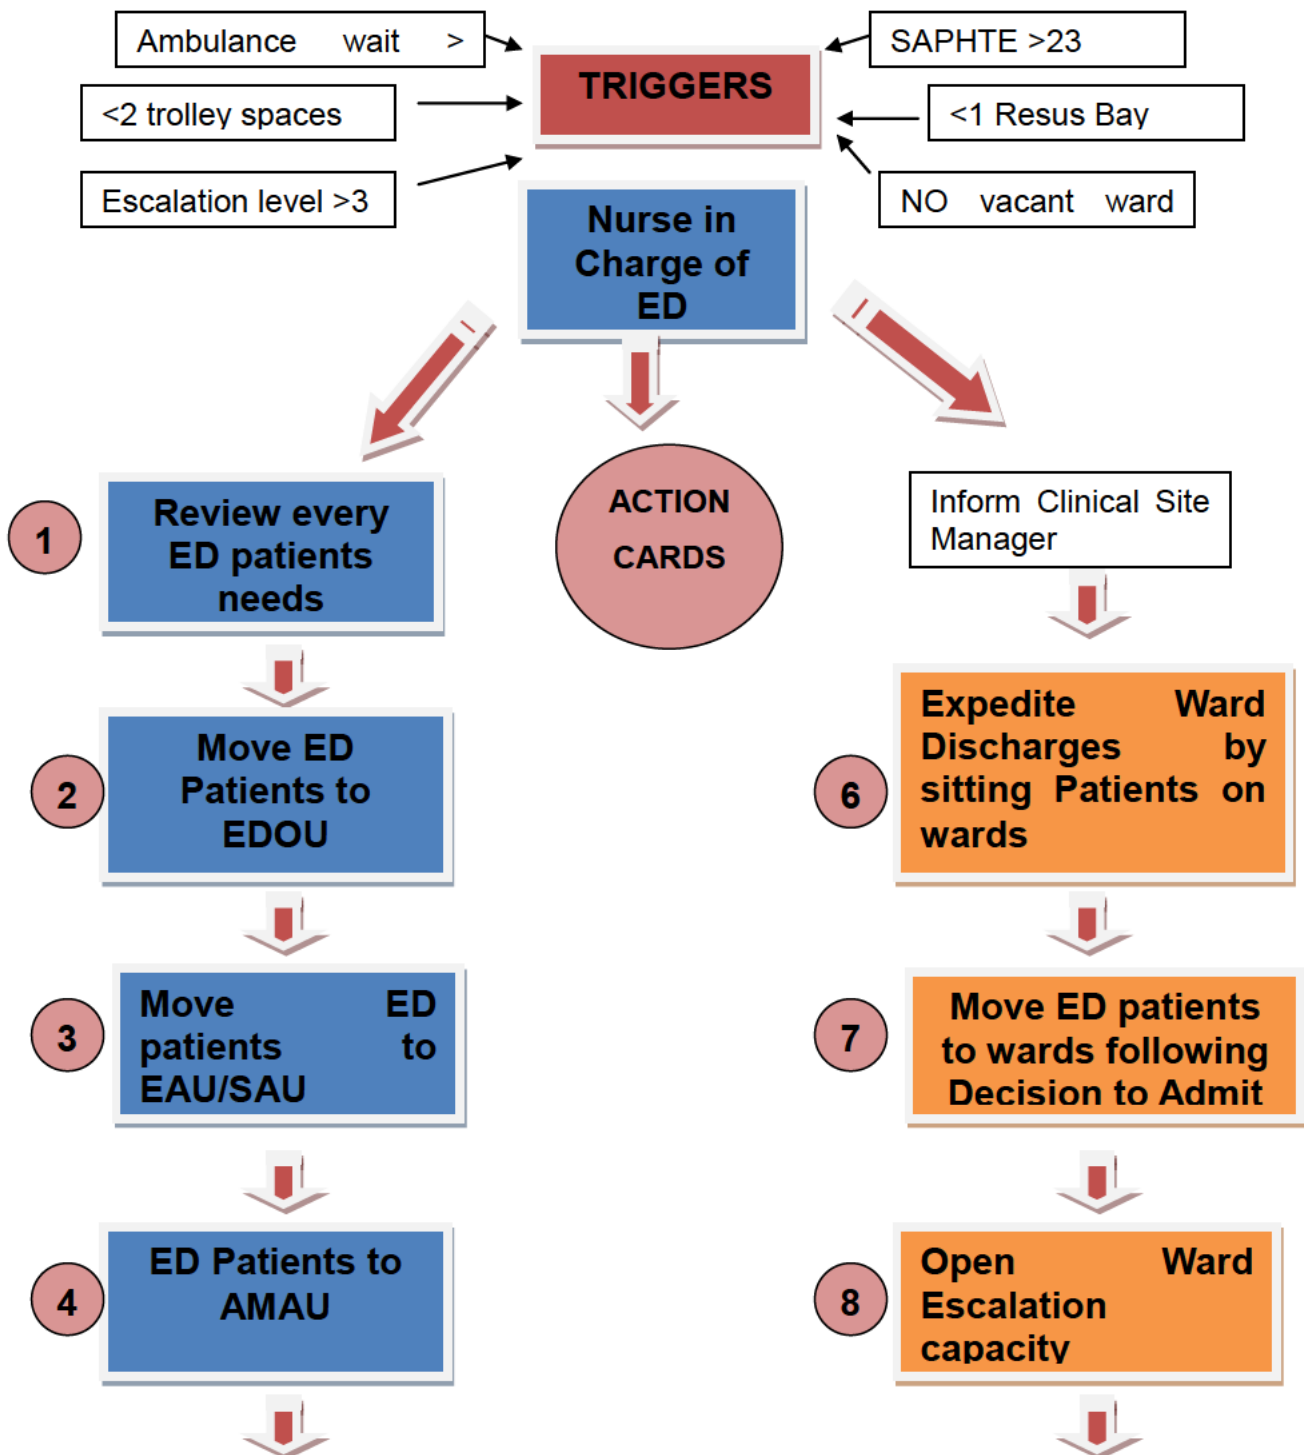 Ambulance wait >
SAPHTE >23
TRIGGERS
<2 trolley spaces
<1 Resus Bay
Escalation level >3
NO vacant ward
Nurse in
Charge of
ED
1
Review every
ED patients
needs
ACTION
CARDS
Inform Clinical Site
Manager
2
Move ED
Patients to
EDOU
6
Expedite Ward
Discharges by
sitting Patients on
wards
3
Move ED
patients to
EAU/SAU
7
Move ED patients
to wards following
Decision to Admit
4
ED Patients to
AMAU
8
Open Ward
Escalation
capacity